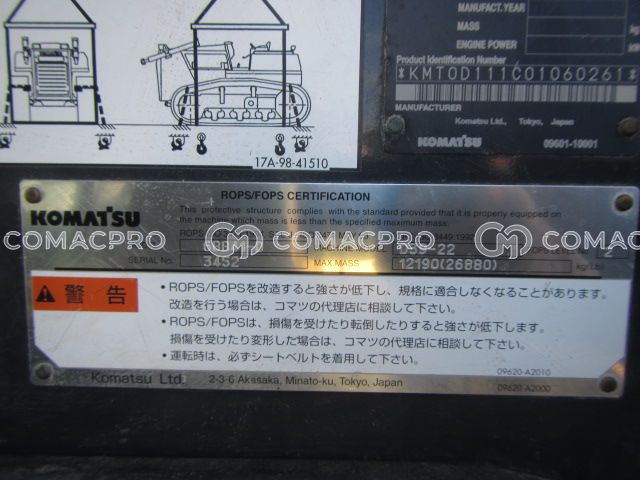 MANUFACT. YEAR
MASS kg
ENGINE POWER
Product Identification Number
*KMT0D111C01060261*
MANUFACTURER
Komatsu Ltd., Tokyo, Japan
KOMATSU 09601-10001
17A-98-41510
ROPS/FOPS CERTIFICATION
KOMATSU
This protective structure complies with the standard provided that it is properly equipped on
the machine which mass is less than the specified maximum mass.
SERIAL No. 3452 MAX.MASS 12190(26880) kg(Lb)
COMACPRO COMACPRO COMACPRO
警告
・ROPS/FOPSを改造すると強さが低下し、規格に適合しなくなることがあります。
改造を行う場合は、コマツの代理店に相談して下さい。
・ROPS/FOPSは、損傷を受けたり転倒したりすると強さが低下します。
損傷を受けたり変形した場合は、コマツの代理店に相談して下さい。
・運転時は、必ずシートベルトを着用して下さい。
09620-A2010
Komatsu Ltd. 2-3-6 Akasaka, Minato-ku, Tokyo, Japan 09620-A2000